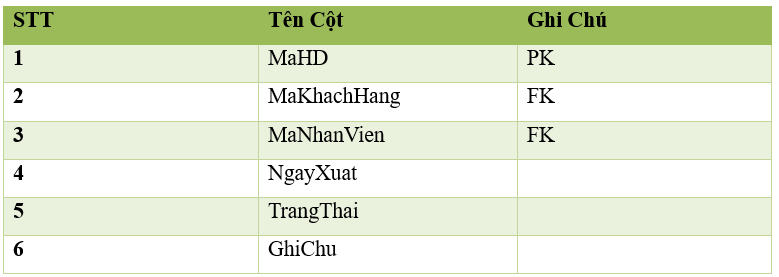 STT Tên Cột Ghi Chú
1 MaHD PK
2 MaKhachHang FK
3 MaNhanVien FK
4 NgayXuat
5 TrangThai
6 GhiChu